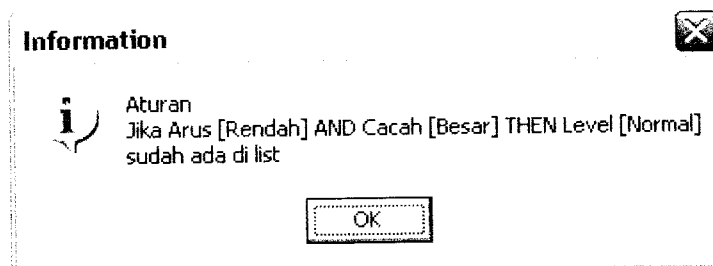 Information
Aturan
Jika Arus [Rendah] AND Cacah [Besar] THEN Level [Normal]
sudah ada di list
OK